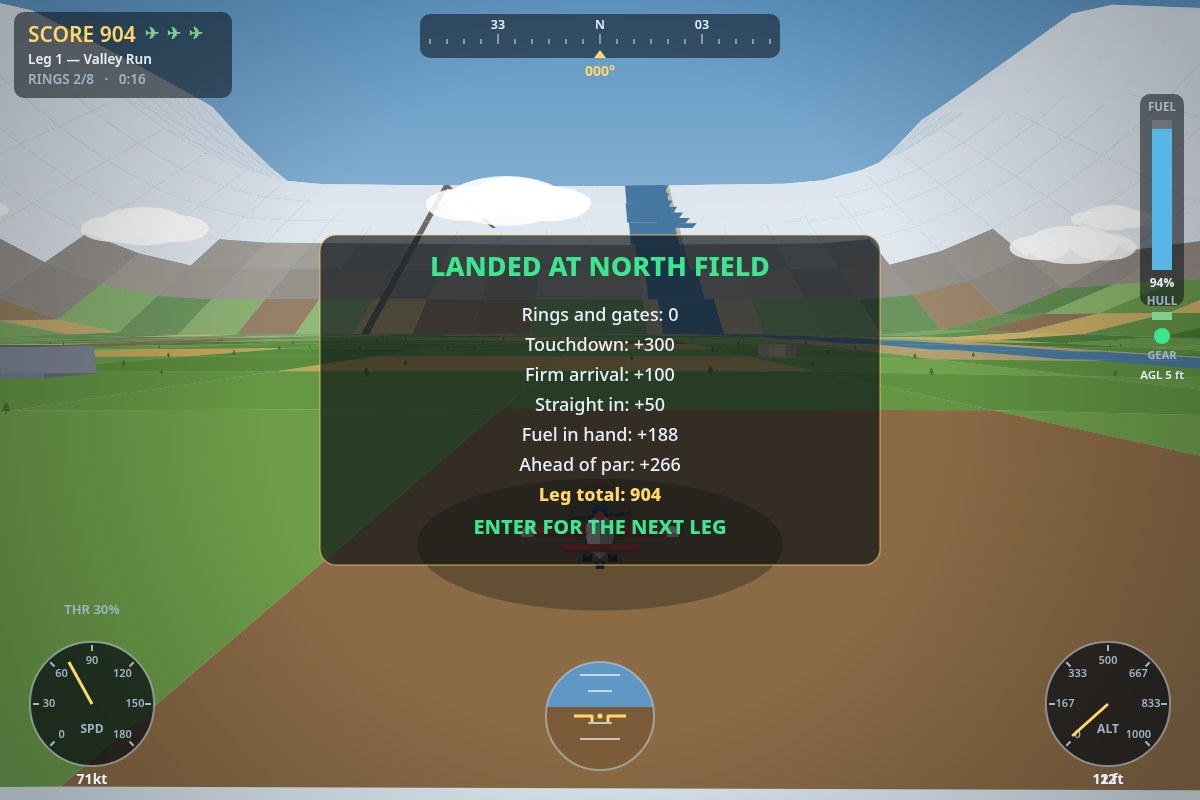 SCORE 904
Leg 1 — Valley Run
RINGS 2/8 · 0:16
33 N 03
000°
FUEL
94%
HULL
GEAR
AGL 5 ft
LANDED AT NORTH FIELD
Rings and gates: 0
Touchdown: +300
Firm arrival: +100
Straight in: +50
Fuel in hand: +188
Ahead of par: +266
Leg total: 904
ENTER FOR THE NEXT LEG
THR 30%
0 30 60 90 120 150 180
SPD
71kt
0 167 333 500 667 833 1000
ALT
ft